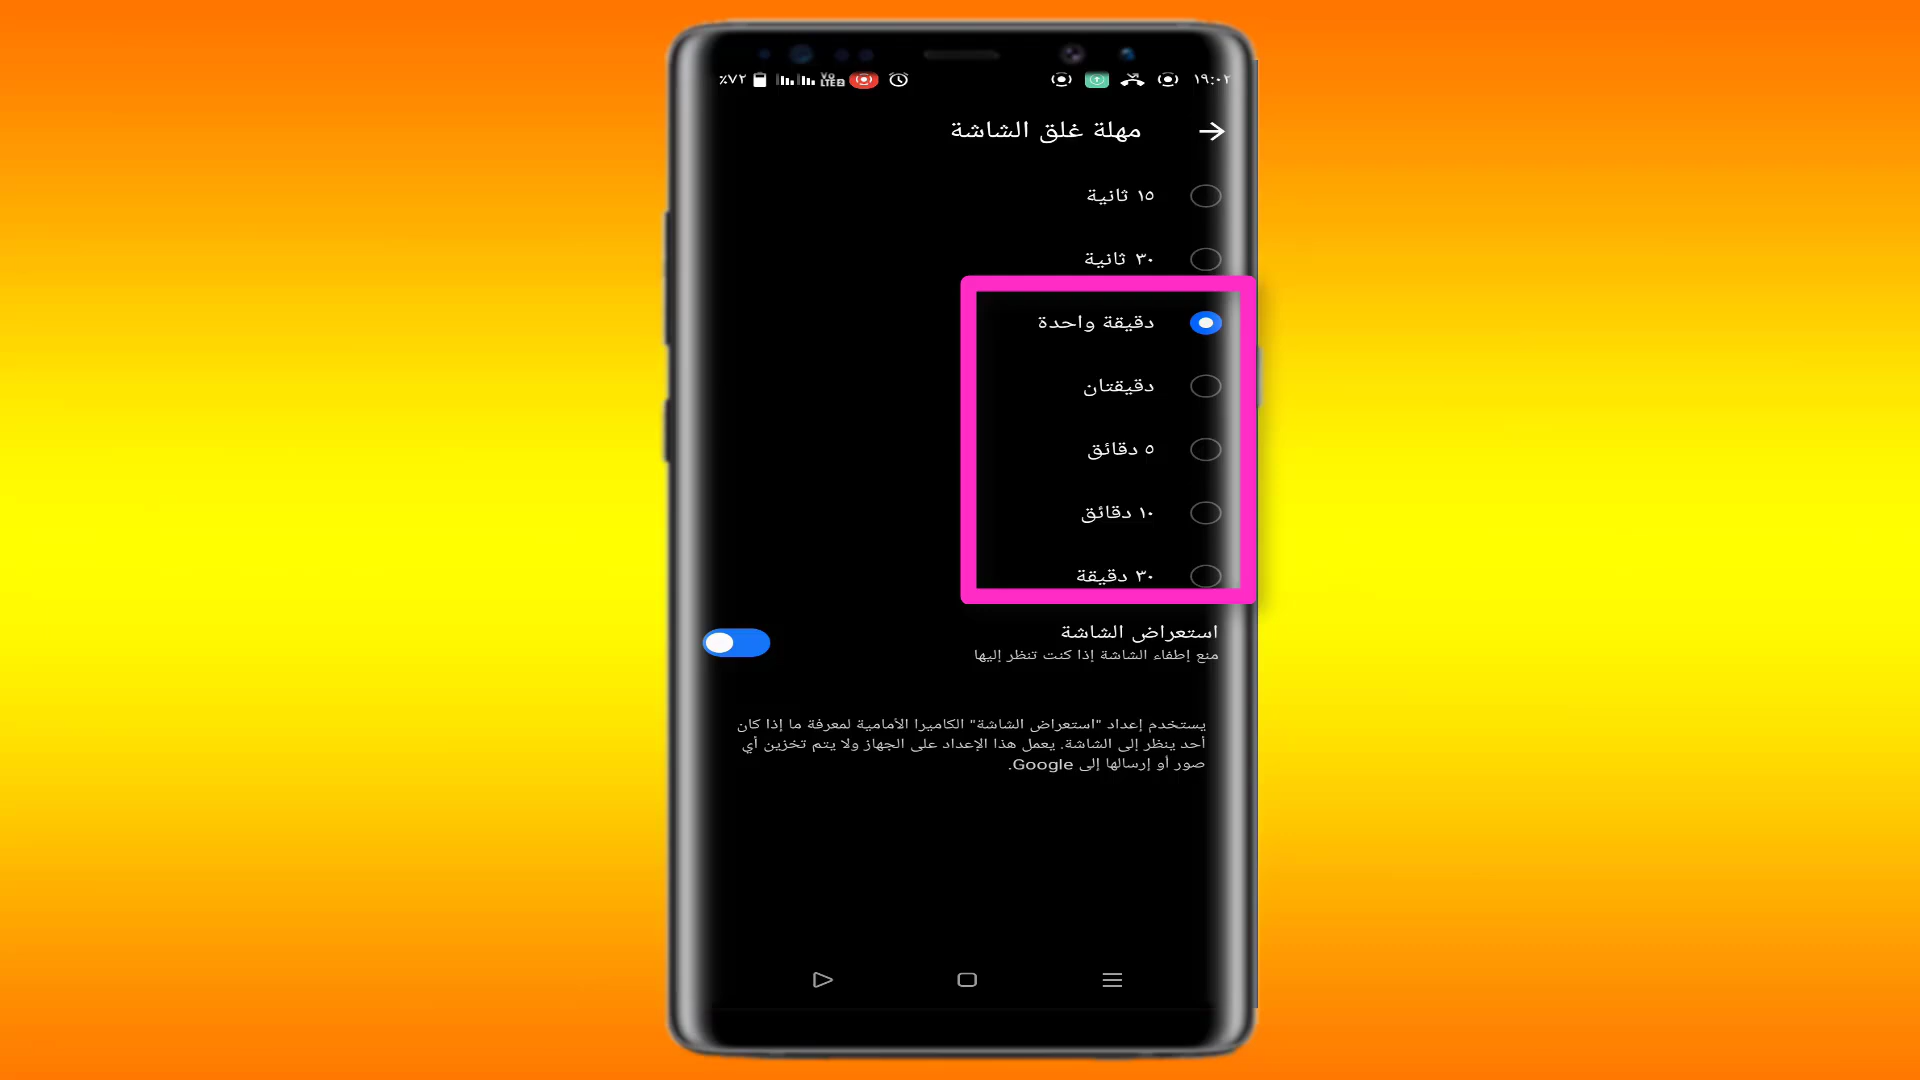 ١٩:٠٢
VO LTE2
٪٧٢
مهلة غلق الشاشة
١٥ ثانية
٣٠ ثانية
دقيقة واحدة
دقيقتان
٥ دقائق
١٠ دقائق
٣٠ دقيقة
استعراض الشاشة
منع إطفاء الشاشة إذا كنت تنظر إليها
يستخدم إعداد "استعراض الشاشة" الكاميرا الأمامية لمعرفة ما إذا كان
أحد ينظر إلى الشاشة. يعمل هذا الإعداد على الجهاز ولا يتم تخزين أي
صور أو إرسالها إلى Google.